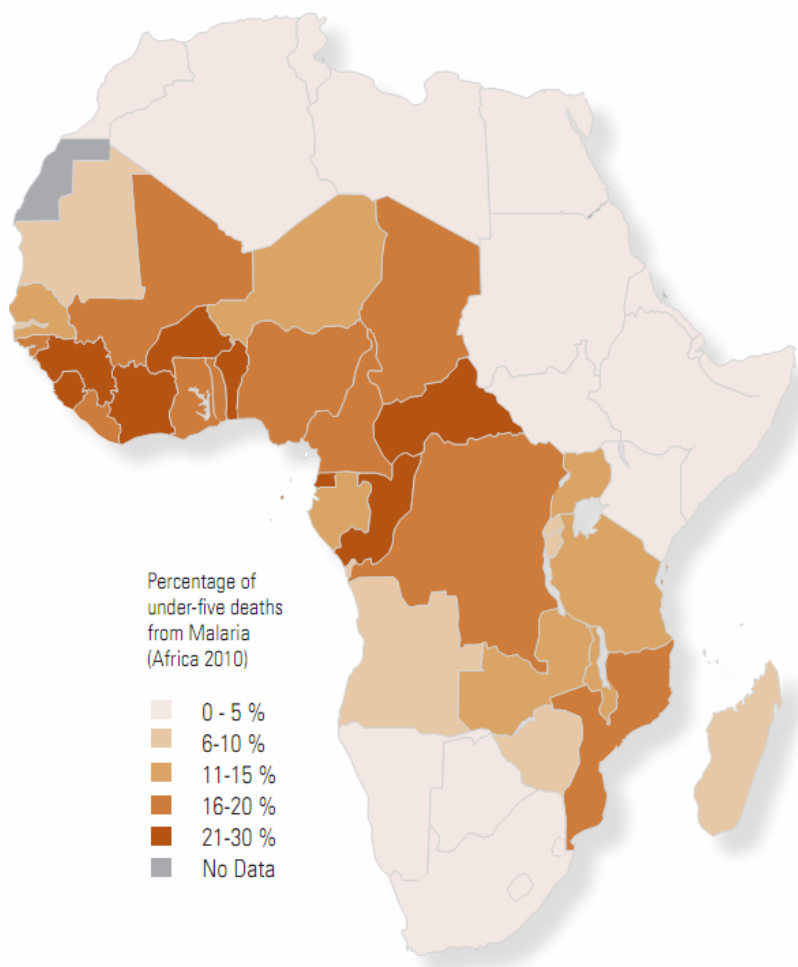 Percentage of
under-five deaths
from Malaria
(Africa 2010)
0 - 5 %
6-10 %
11-15 %
16-20 %
21-30 %
No Data